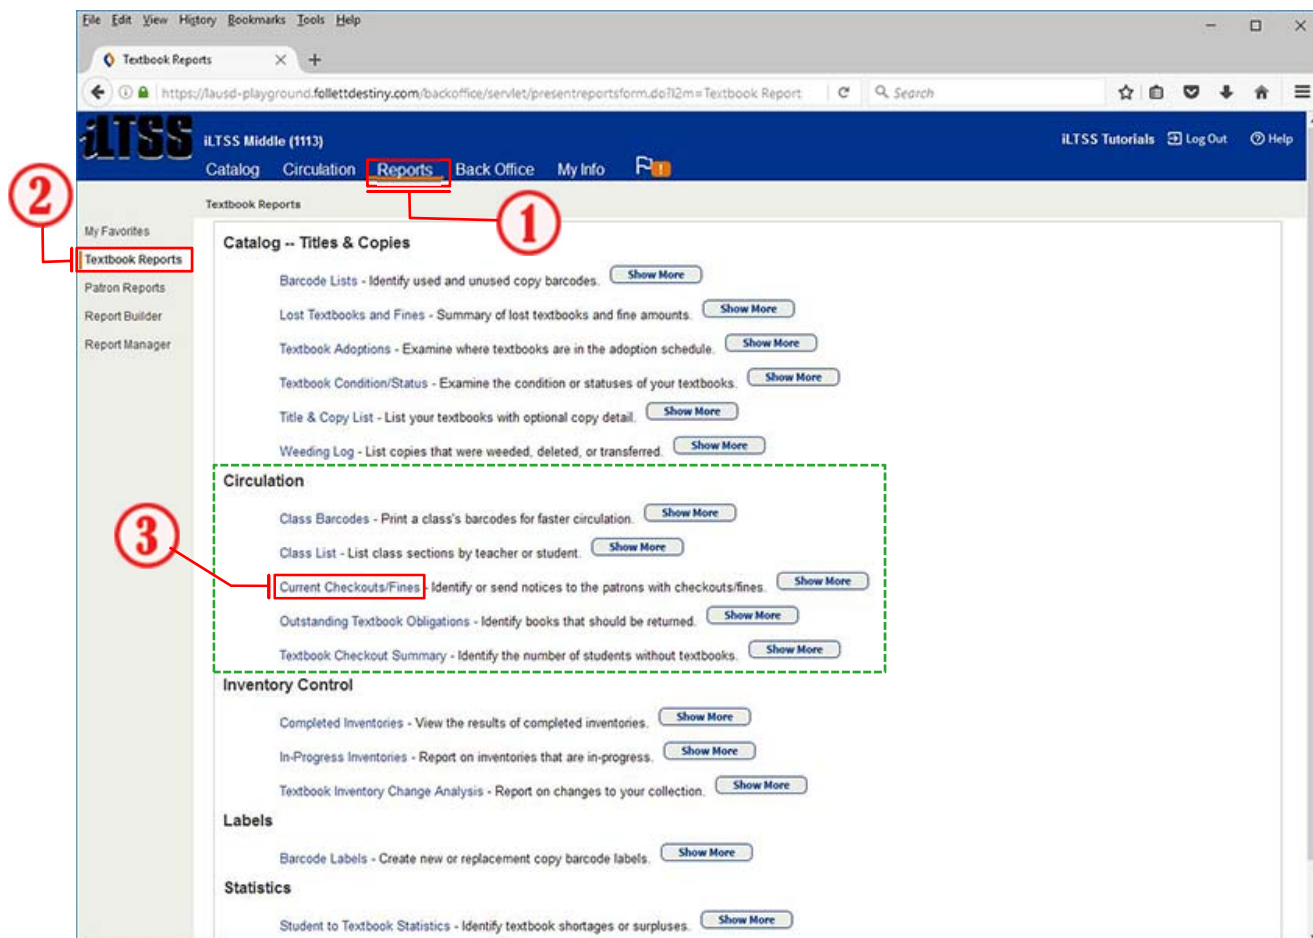 File Edit View History Bookmarks Tools Help
Textbook Reports
https://lausd-playground.follettdestiny.com/backoffice/servlet/presentreportsform.do?l2m=Textbook Report
Search
iLTSS
iLTSS Middle (1113)
iLTSS Tutorials Log Out Help
Catalog Circulation Reports Back Office My Info !
2
Textbook Reports
1
My Favorites
Textbook Reports
Patron Reports
Report Builder
Report Manager
Catalog -- Titles & Copies
Barcode Lists - Identify used and unused copy barcodes. Show More
Lost Textbooks and Fines - Summary of lost textbooks and fine amounts. Show More
Textbook Adoptions - Examine where textbooks are in the adoption schedule. Show More
Textbook Condition/Status - Examine the condition or statuses of your textbooks. Show More
Title & Copy List - List your textbooks with optional copy detail. Show More
Weeding Log - List copies that were weeded, deleted, or transferred. Show More
Circulation
Class Barcodes - Print a class's barcodes for faster circulation. Show More
3
Class List - List class sections by teacher or student. Show More
Current Checkouts/Fines - Identify or send notices to the patrons with checkouts/fines. Show More
Outstanding Textbook Obligations - Identify books that should be returned. Show More
Textbook Checkout Summary - Identify the number of students without textbooks. Show More
Inventory Control
Completed Inventories - View the results of completed inventories. Show More
In-Progress Inventories - Report on inventories that are in-progress. Show More
Textbook Inventory Change Analysis - Report on changes to your collection. Show More
Labels
Barcode Labels - Create new or replacement copy barcode labels. Show More
Statistics
Student to Textbook Statistics - Identify textbook shortages or surpluses. Show More